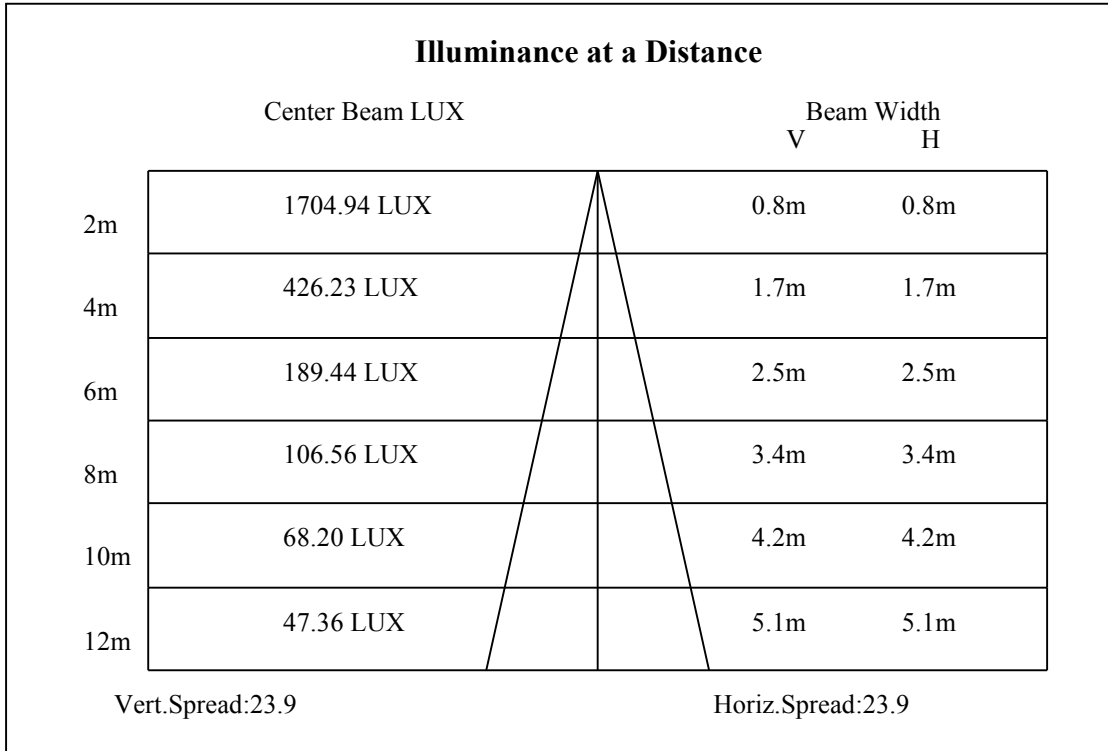 Illuminance at a Distance
Center Beam LUX Beam Width
V H
2m 1704.94 LUX 0.8m 0.8m
4m 426.23 LUX 1.7m 1.7m
6m 189.44 LUX 2.5m 2.5m
8m 106.56 LUX 3.4m 3.4m
10m 68.20 LUX 4.2m 4.2m
12m 47.36 LUX 5.1m 5.1m
Vert.Spread:23.9 Horiz.Spread:23.9